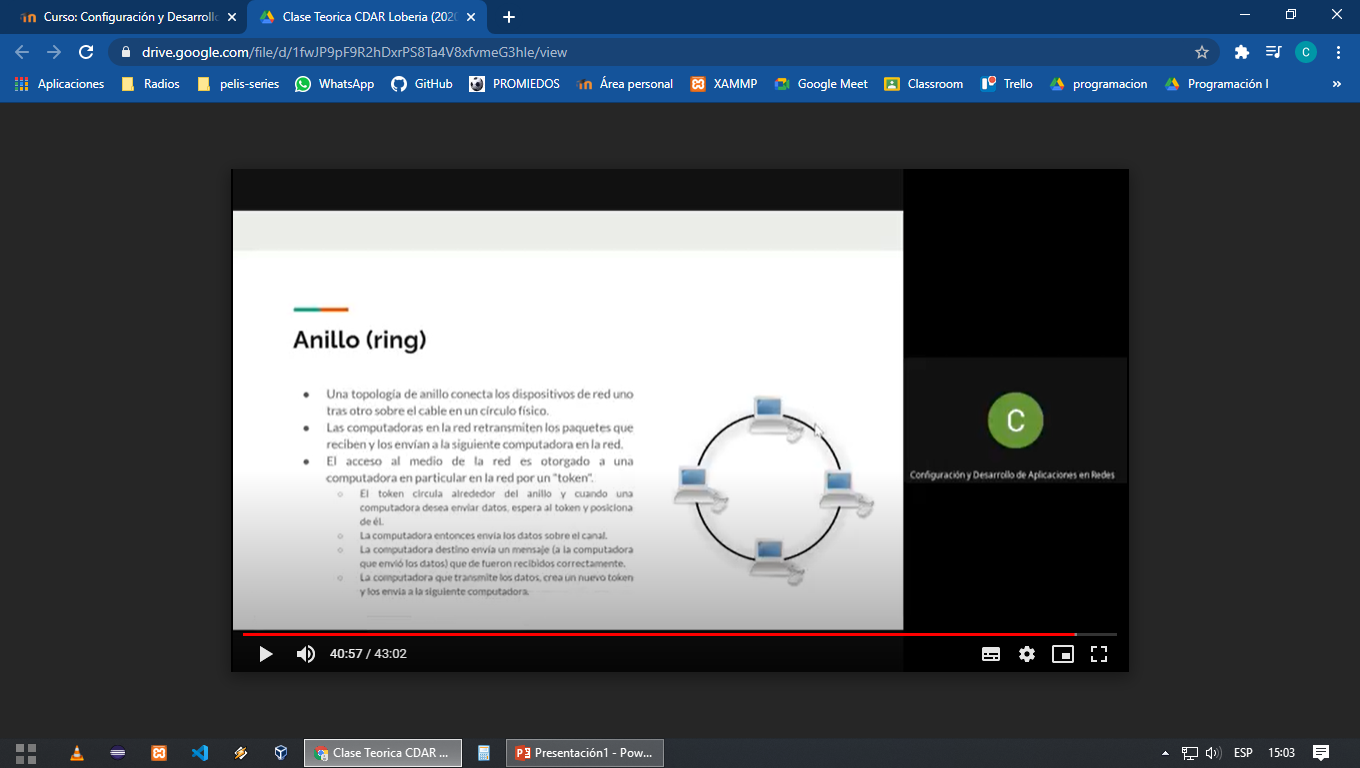 Curso: Configuración y Desarrollo
Clase Teorica CDAR Loberia (2020
drive.google.com/file/d/1fwJP9pF9R2hDxrPS8Ta4V8xfvmeG3hle/view
C
Aplicaciones
Radios
pelis-series
WhatsApp
GitHub
PROMIEDOS
Área personal
XAMMP
Google Meet
Classroom
Trello
programacion
Programación I
»
Anillo (ring)
● Una topología de anillo conecta los dispositivos de red uno
tras otro sobre el cable en un círculo físico.
● Las computadoras en la red retransmiten los paquetes que
reciben y los envían a la siguiente computadora en la red.
● El acceso al medio de la red es otorgado a una
computadora en particular en la red por un "token".
○ El token circula alrededor del anillo y cuando una
computadora desea enviar datos, espera al token y posiciona
de él.
○ La computadora entonces envía los datos sobre el canal.
○ La computadora destino envía un mensaje (a la computadora
que envió los datos) que de fueron recibidos correctamente.
○ La computadora que transmite los datos, crea un nuevo token
y los envía a la siguiente computadora.
C
Configuración y Desarrollo de Aplicaciones en Redes
40:57 / 43:02
Clase Teorica CDAR ...
Presentación1 - Pow...
ESP
15:03